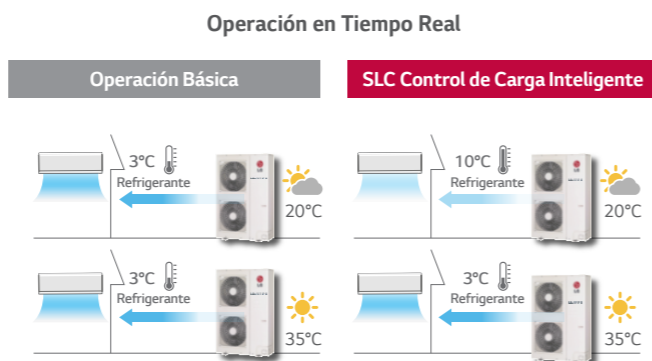 Operación en Tiempo Real
Operación Básica
SLC Control de Carga Inteligente
3°C
Refrigerante
20°C
10°C
Refrigerante
20°C
3°C
Refrigerante
35°C
3°C
Refrigerante
35°C